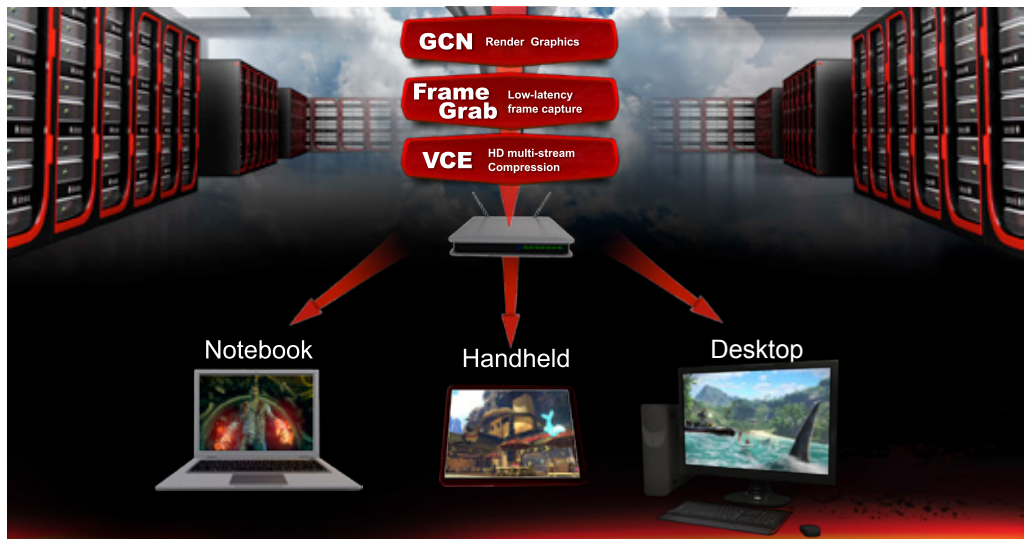 GCN Render Graphics
Frame Grab
Low-latency
frame capture
VCE
HD multi-stream
Compression
Notebook
Handheld
Desktop